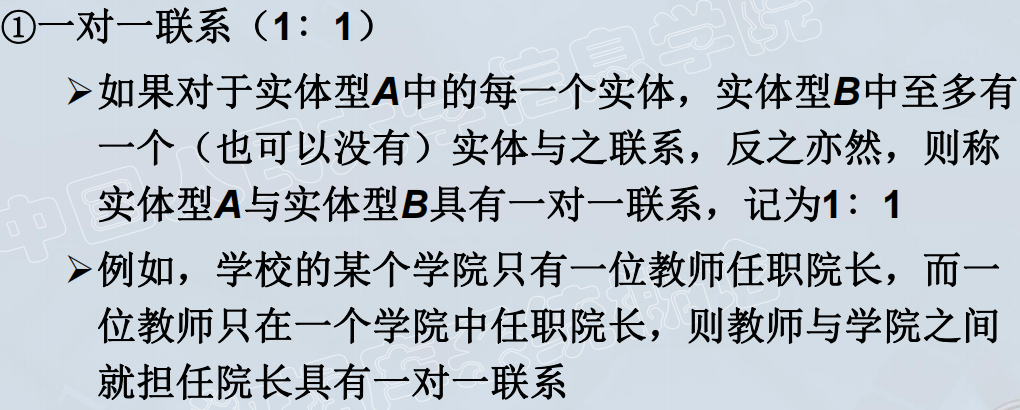 ①一对一联系（1：1）
➢如果对于实体型A中的每一个实体，实体型B中至多有
一个（也可以没有）实体与之联系，反之亦然，则称
实体型A与实体型B具有一对一联系，记为1：1
➢例如，学校的某个学院只有一位教师任职院长，而一
位教师只在一个学院中任职院长，则教师与学院之间
就担任院长具有一对一联系